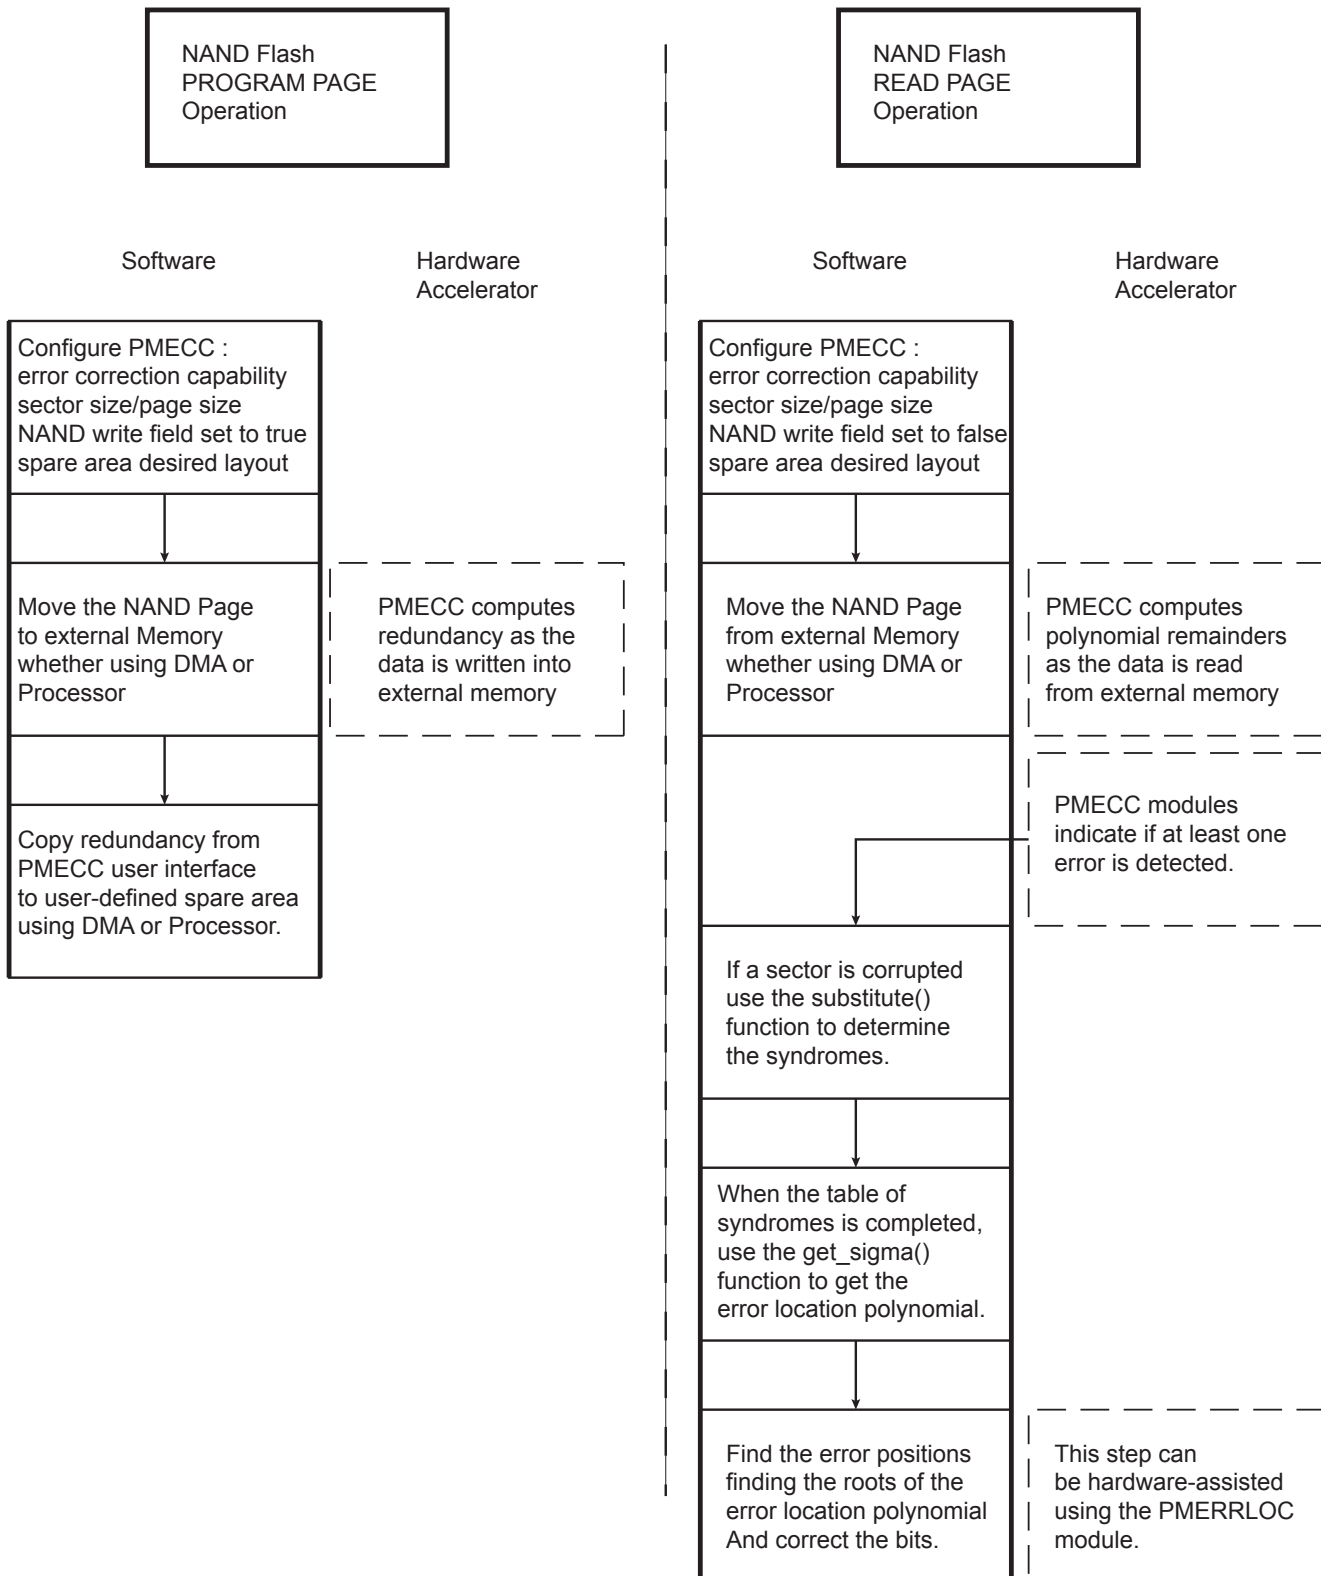 NAND Flash
PROGRAM PAGE
Operation
Software
Hardware
Accelerator
Configure PMECC :
error correction capability
sector size/page size
NAND write field set to true
spare area desired layout
Move the NAND Page
to external Memory
whether using DMA or
Processor
PMECC computes
redundancy as the
data is written into
external memory
Copy redundancy from
PMECC user interface
to user-defined spare area
using DMA or Processor.
NAND Flash
READ PAGE
Operation
Software
Hardware
Accelerator
Configure PMECC :
error correction capability
sector size/page size
NAND write field set to false
spare area desired layout
Move the NAND Page
from external Memory
whether using DMA or
Processor
PMECC computes
polynomial remainders
as the data is read
from external memory
PMECC modules
indicate if at least one
error is detected.
If a sector is corrupted
use the substitute()
function to determine
the syndromes.
When the table of
syndromes is completed,
use the get_sigma()
function to get the
error location polynomial.
Find the error positions
finding the roots of the
error location polynomial
And correct the bits.
This step can
be hardware-assisted
using the PMERRLOC
module.